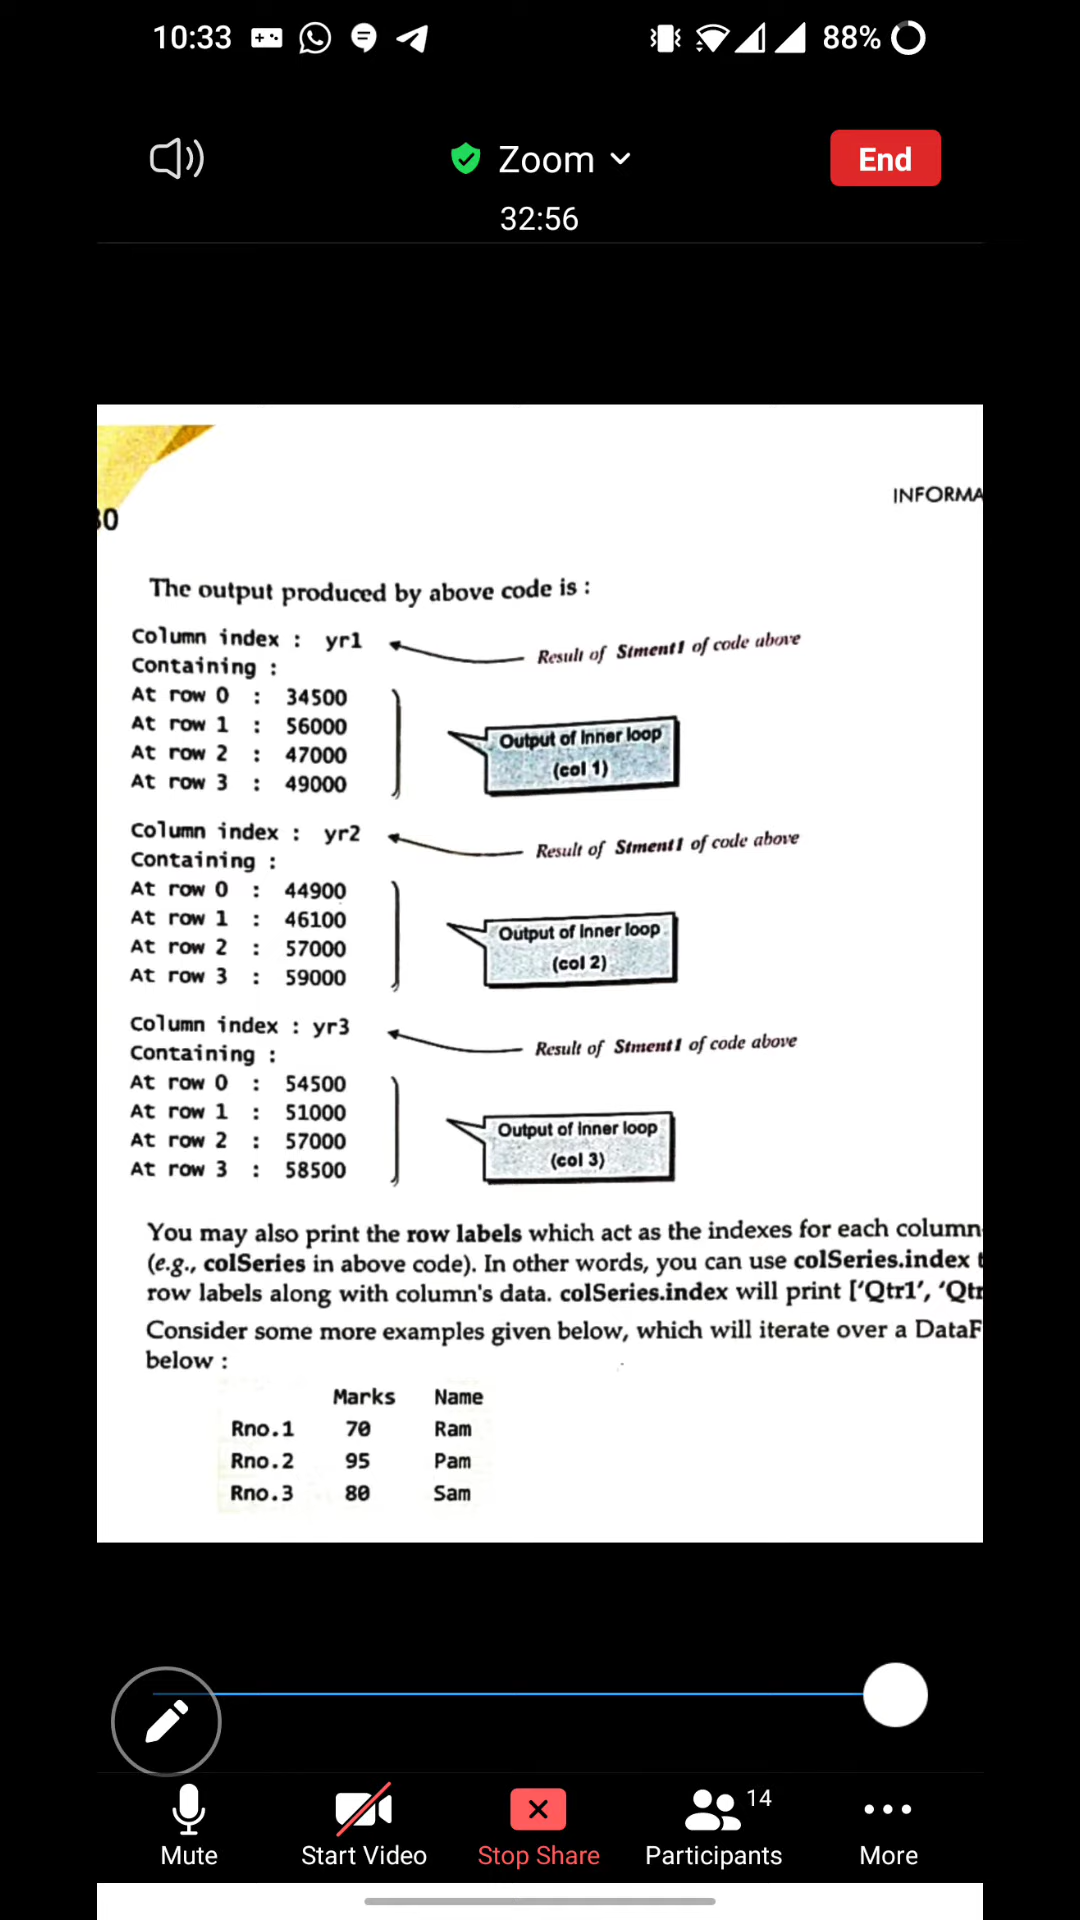 10:33 88%
Zoom
End
32:56
INFORMA
30
The output produced by above code is :
Column index : yr1
Result of Stment1 of code above
Containing :
At row 0 : 34500
At row 1 : 56000
At row 2 : 47000
At row 3 : 49000
Output of inner loop
(col 1)
Column index : yr2
Result of Stment1 of code above
Containing :
At row 0 : 44900
At row 1 : 46100
At row 2 : 57000
At row 3 : 59000
Output of inner loop
(col 2)
Column index : yr3
Result of Stment1 of code above
Containing :
At row 0 : 54500
At row 1 : 51000
At row 2 : 57000
At row 3 : 58500
Output of inner loop
(col 3)
You may also print the row labels which act as the indexes for each column
(e.g., colSeries in above code). In other words, you can use colSeries.index t
row labels along with column's data. colSeries.index will print ['Qtr1', 'Qtr
Consider some more examples given below, which will iterate over a DataF
below :
Marks Name
Rno.1 70 Ram
Rno.2 95 Pam
Rno.3 80 Sam
14
Mute Start Video Stop Share Participants More